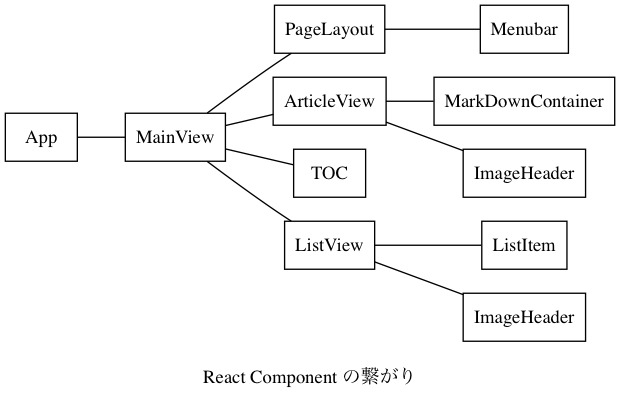 PageLayout
Menubar
ArticleView
MarkDownContainer
App
MainView
TOC
ImageHeader
ListView
ListItem
ImageHeader
React Component の繋がり